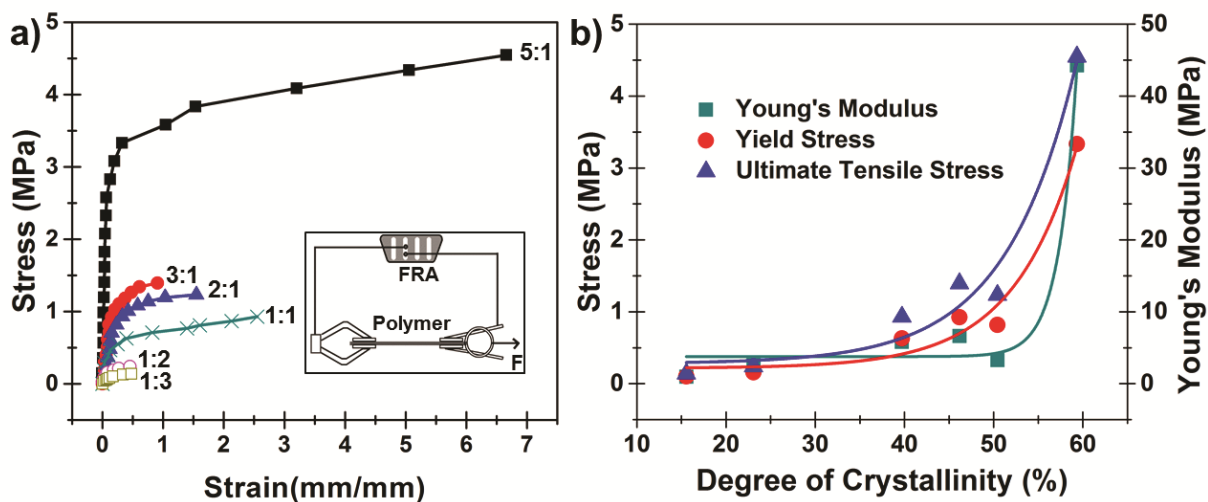 a)
5
4
3
2
1
0
Stress (MPa)
5:1
3:1
2:1
1:1
1:2
1:3
FRA
Polymer
F
0 1 2 3 4 5 6 7
Strain(mm/mm)
b)
5
4
3
2
1
0
Stress (MPa)
Young's Modulus
Yield Stress
Ultimate Tensile Stress
50
40
30
20
10
0
Young's Modulus (MPa)
10 20 30 40 50 60
Degree of Crystallinity (%)